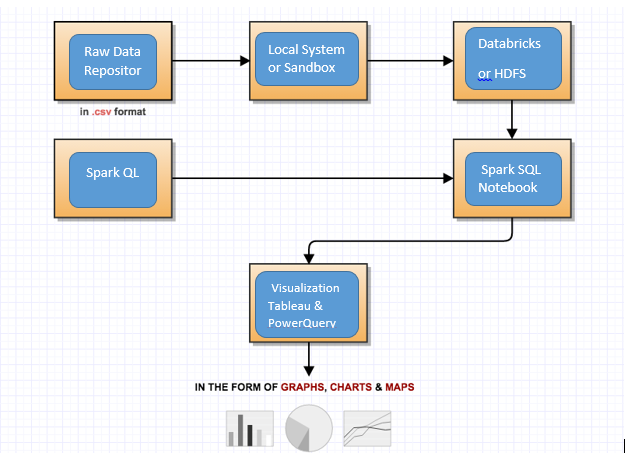 Raw Data
Repositor
Local System
or Sandbox
Databricks
or HDFS
in .csv format
Spark QL
Spark SQL
Notebook
Visualization
Tableau &
PowerQuery
IN THE FORM OF GRAPHS, CHARTS & MAPS